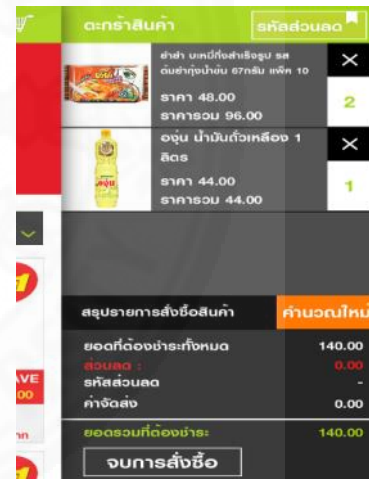 ตะกร้าสินค้า
รหัสส่วนลด
ยำยำ บะหมี่กึ่งสำเร็จรูป รส
ต้มยำกุ้งน้ำข้น 67กรัม แพ็ค 10
ราคา 48.00
ราคารวม 96.00
2
องุ่น น้ำมันถั่วเหลือง 1
ลิตร
ราคา 44.00
ราคารวม 44.00
1
สรุปรายการสั่งซื้อสินค้า
คำนวณใหม่
ยอดที่ต้องชำระทั้งหมด 140.00
ส่วนลด : 0.00
รหัสส่วนลด -
ค่าจัดส่ง 0.00
ยอดรวมที่ต้องชำระ 140.00
จบการสั่งซื้อ